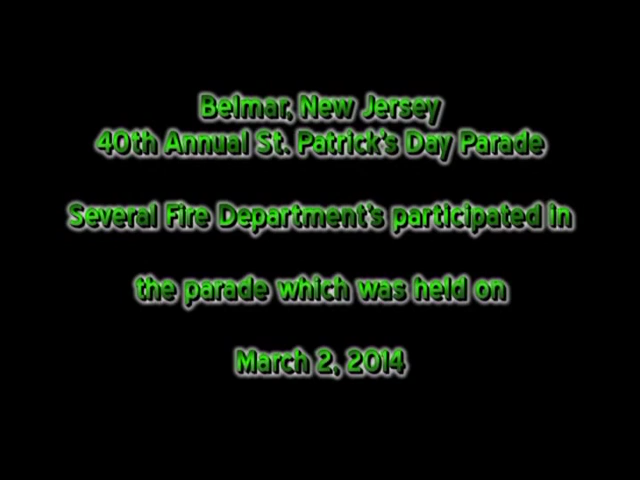 Belmar, New Jersey
40th Annual St. Patrick's Day Parade
Several Fire Department's participated in
the parade which was held on
March 2, 2014